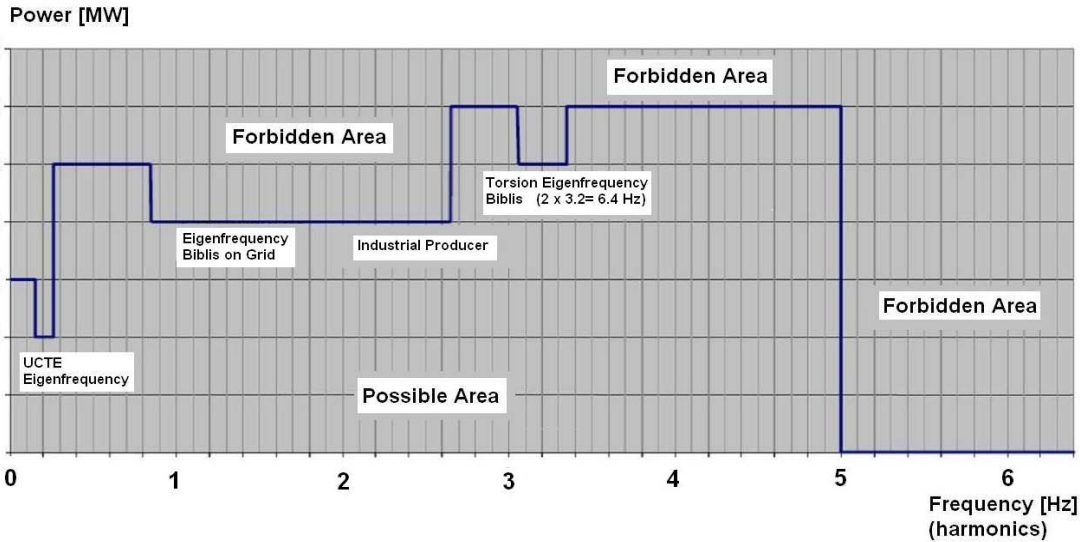 Power [MW]
Forbidden Area
Forbidden Area
Torsion Eigenfrequency
Biblis (2 x 3.2= 6.4 Hz)
Eigenfrequency
Biblis on Grid
Industrial Producer
Forbidden Area
UCTE
Eigenfrequency
Possible Area
0 1 2 3 4 5 6
Frequency [Hz]
(harmonics)